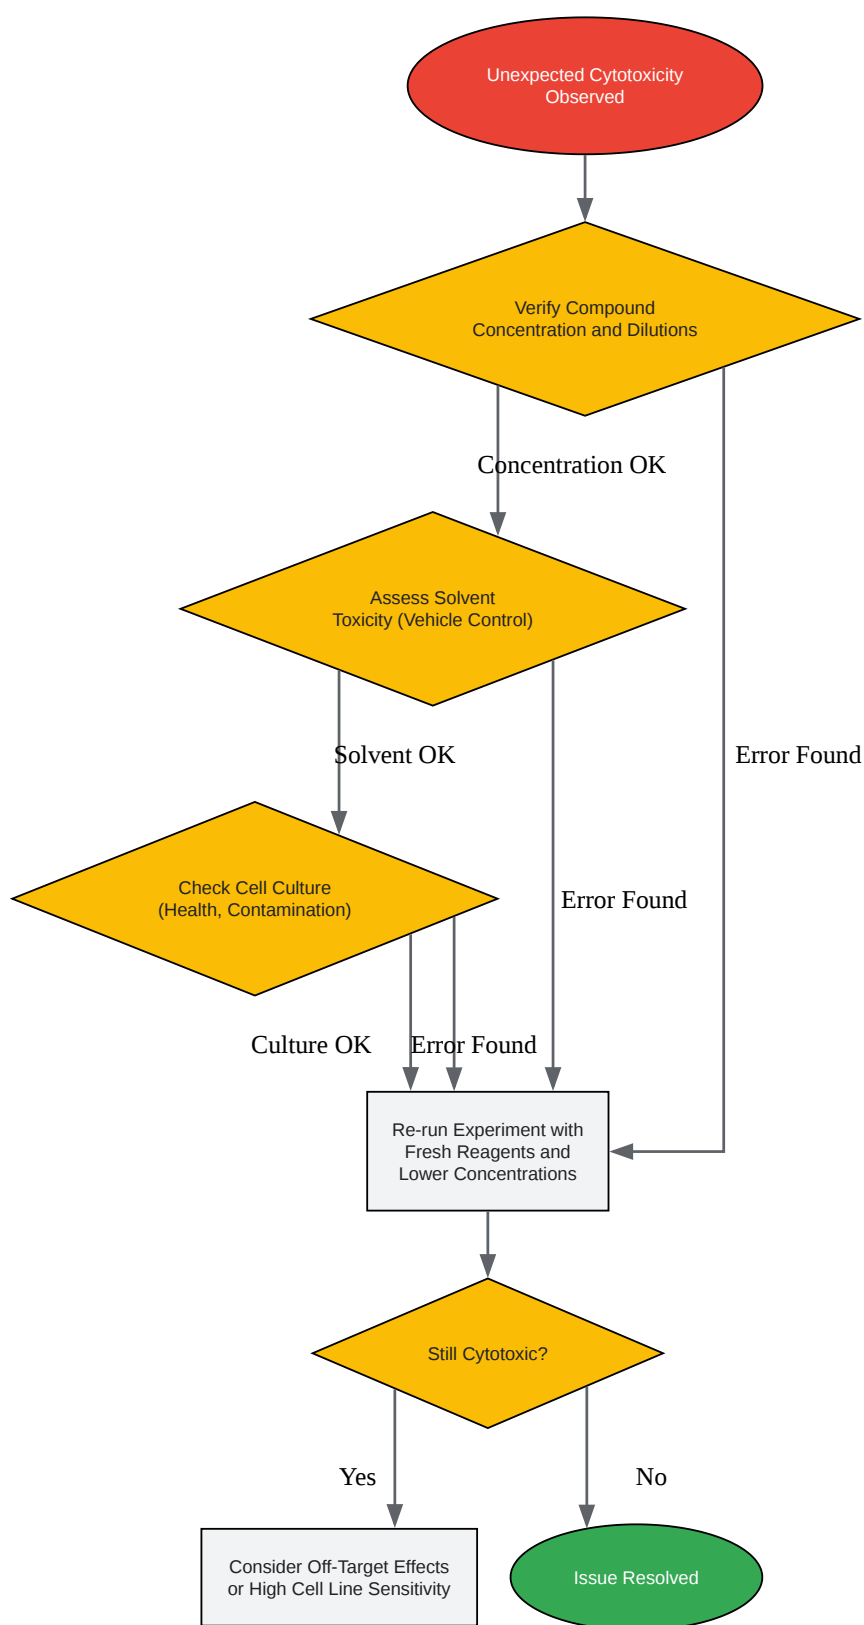 Unexpected Cytotoxicity
Observed
Verify Compound
Concentration and Dilutions
Concentration OK
Assess Solvent
Toxicity (Vehicle Control)
Solvent OK
Error Found
Check Cell Culture
(Health, Contamination)
Error Found
Culture OK
Error Found
Re-run Experiment with
Fresh Reagents and
Lower Concentrations
Still Cytotoxic?
Yes
No
Consider Off-Target Effects
or High Cell Line Sensitivity
Issue Resolved